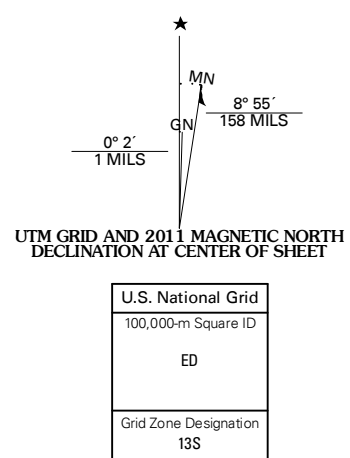 ★
MN
8° 55´
158 MILS
GN
0° 2´
1 MILS
UTM GRID AND 2011 MAGNETIC NORTH
DECLINATION AT CENTER OF SHEET
U.S. National Grid
100,000-m Square ID
ED
Grid Zone Designation
13S